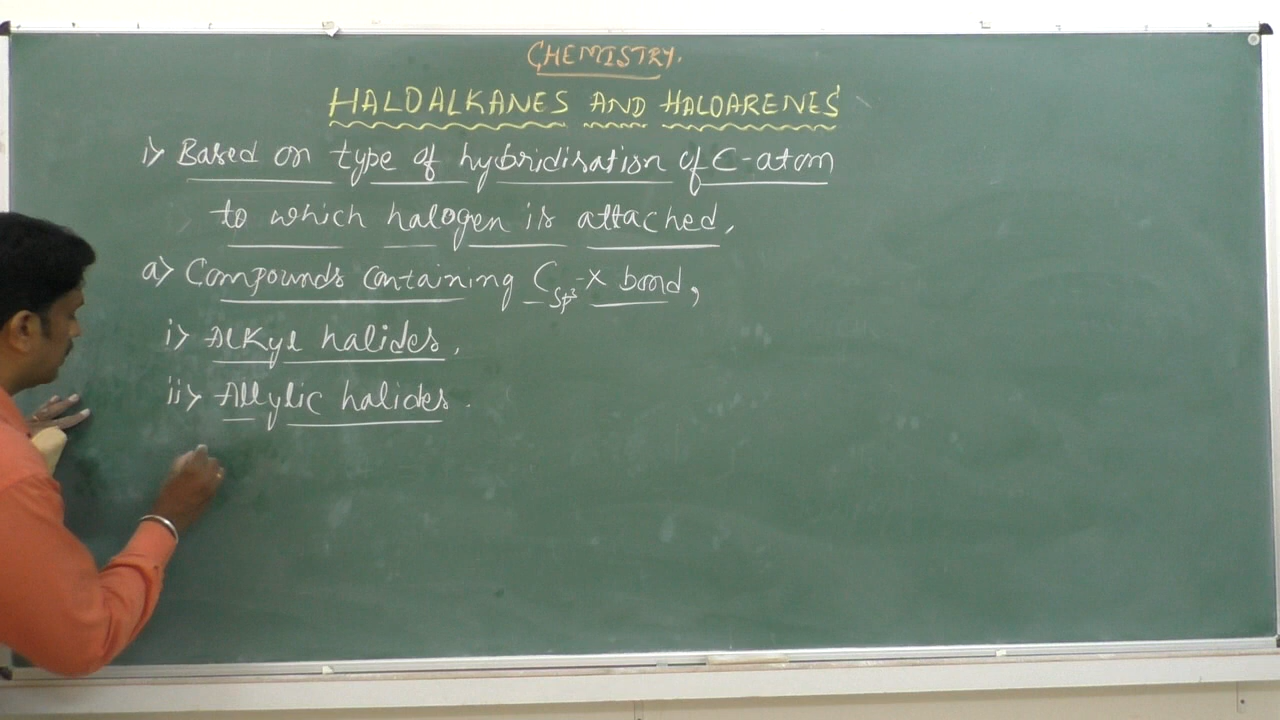 CHEMISTRY.
HALOALKANES AND HALOARENES
i) Based on type of hybridisation of C-atom
to which halogen is attached,
a) Compounds containing Csp³-X bond,
i) Alkyl halides,
ii) Allylic halides.